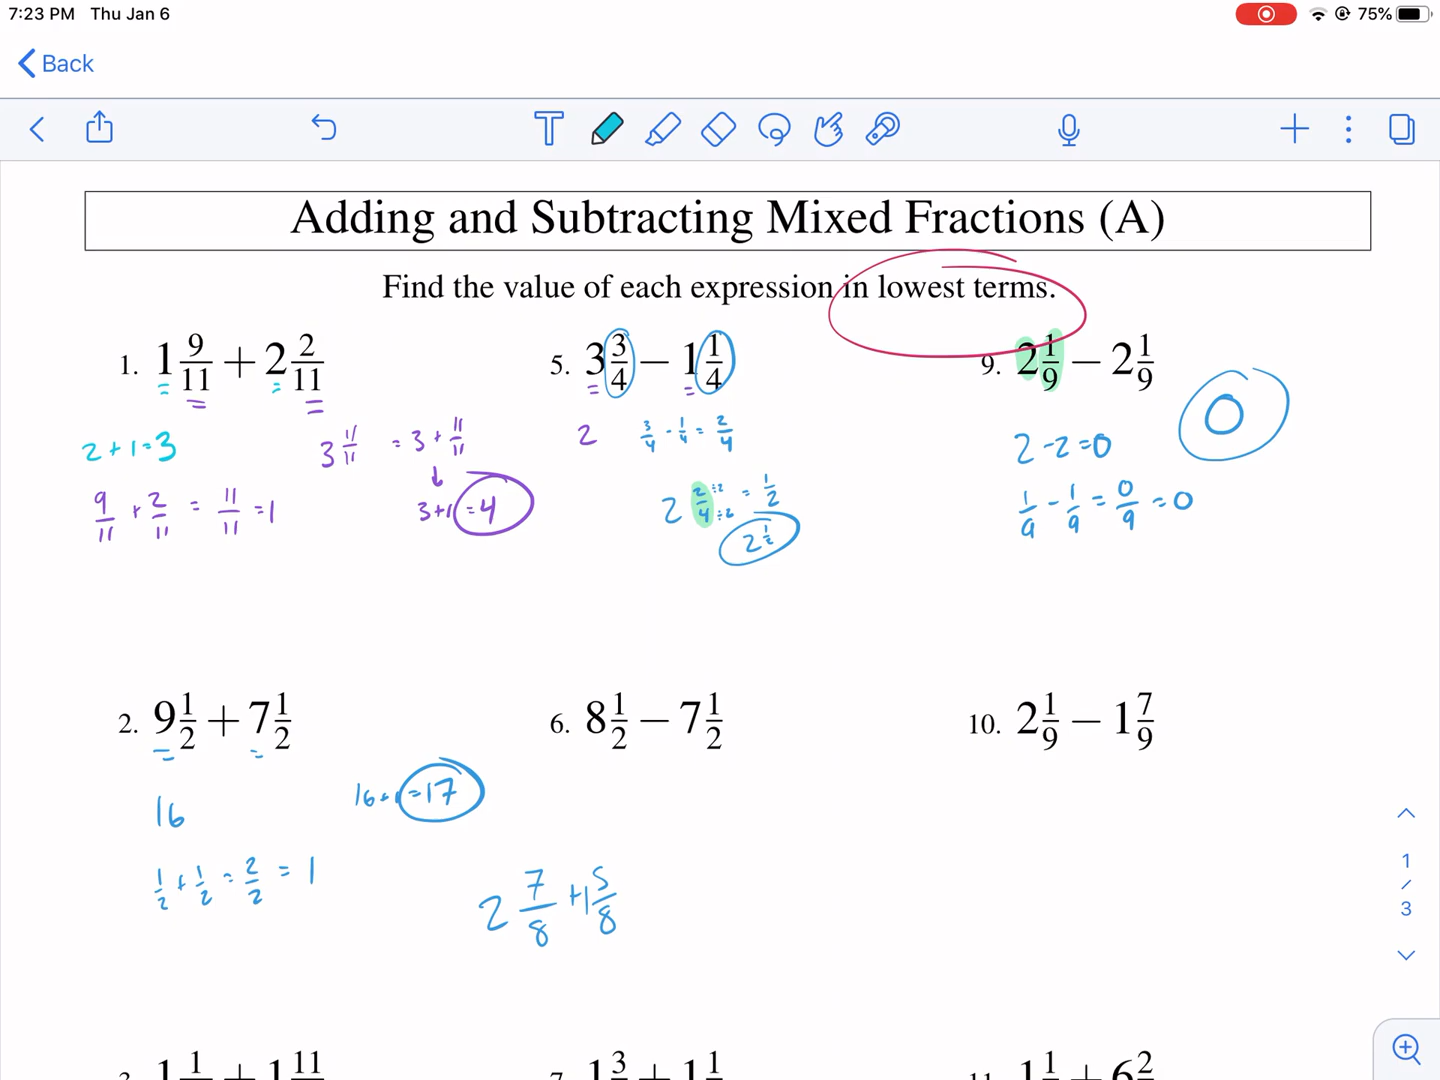 7:23 PM Thu Jan 6
75%
Back
T
Adding and Subtracting Mixed Fractions (A)
Find the value of each expression in lowest terms.
1. 1 9/11 + 2 2/11
2 + 1 = 3
9/11 + 2/11 = 11/11 = 1
3 11/11 = 3 + 11/11
3+1 = 4
5. 3 3/4 − 1 1/4
2
3/4 - 1/4 = 2/4
2 2/4 ÷2 ÷2 = 1/2
2 1/2
9. 2 1/9 − 2 1/9
2 - 2 = 0
1/9 - 1/9 = 0/9 = 0
0
2. 9 1/2 + 7 1/2
16
1/2 + 1/2 = 2/2 = 1
16 + 1 = 17
6. 8 1/2 − 7 1/2
2 7/8 + 1 5/8
10. 2 1/9 − 1 7/9
1
/
3